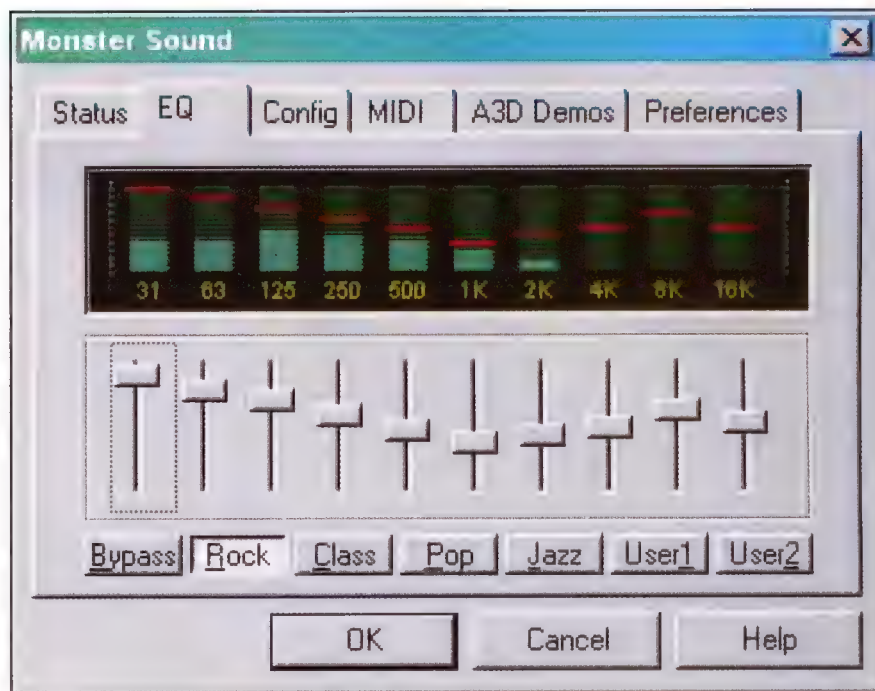 Monster Sound
Status EQ Config MIDI A3D Demos Preferences
31 63 125 250 500 1K 2K 4K 8K 16K
Bypass Rock Class Pop Jazz User1 User2
OK Cancel Help